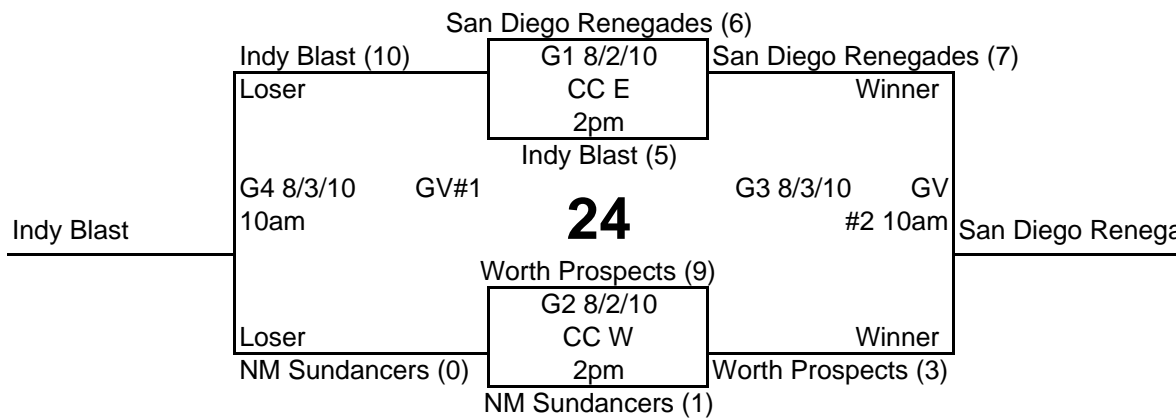 San Diego Renegades (6)
Indy Blast (10)
G1 8/2/10
San Diego Renegades (7)
Loser
CC E
Winner
2pm
Indy Blast (5)
G4 8/3/10 GV#1
G3 8/3/10 GV
10am
24
#2 10am
Indy Blast
San Diego Renega
Worth Prospects (9)
G2 8/2/10
Loser
CC W
Winner
NM Sundancers (0)
2pm
Worth Prospects (3)
NM Sundancers (1)